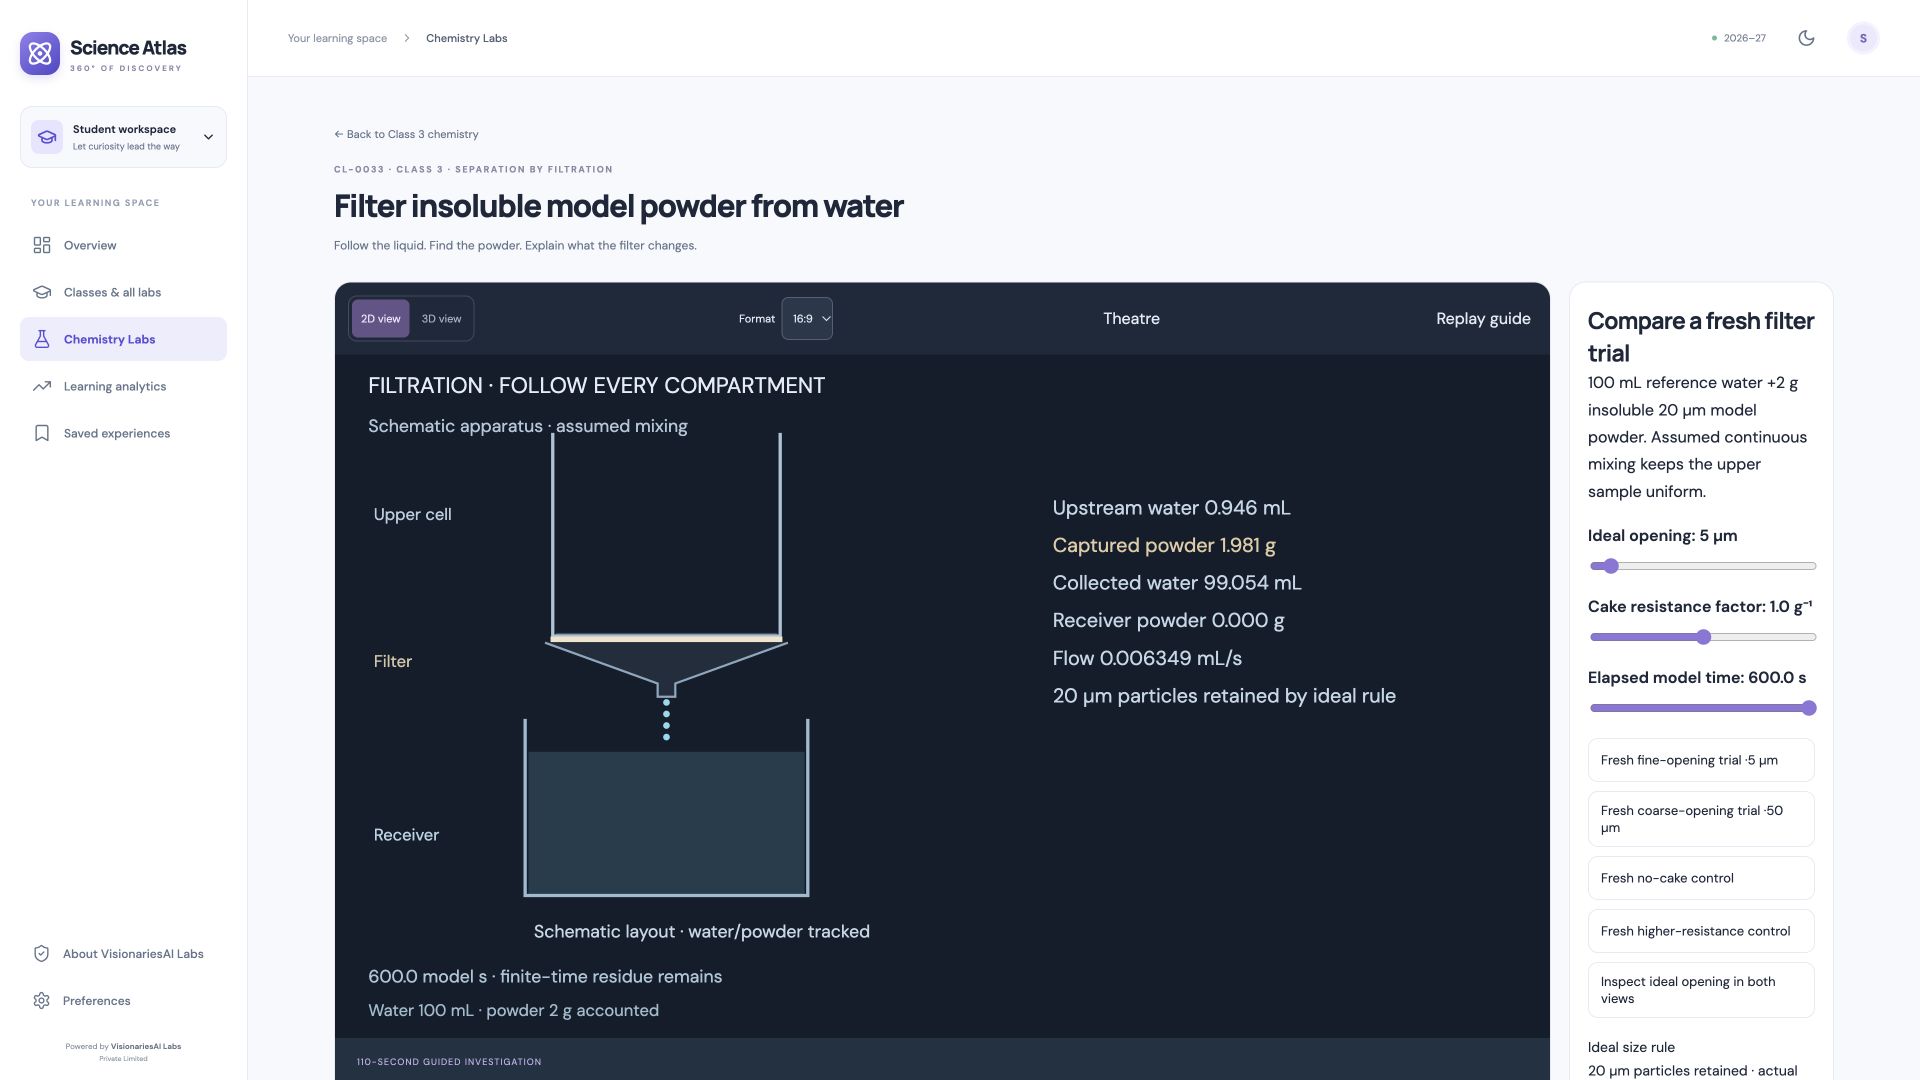 Science Atlas
360° OF DISCOVERY
Student workspace
Let curiosity lead the way
YOUR LEARNING SPACE
Overview
Classes & all labs
Chemistry Labs
Learning analytics
Saved experiences
About VisionariesAI Labs
Preferences
Powered by VisionariesAI Labs
Private Limited
Your learning space > Chemistry Labs
2026–27
S
← Back to Class 3 chemistry
CL-0033 · CLASS 3 · SEPARATION BY FILTRATION
Filter insoluble model powder from water
Follow the liquid. Find the powder. Explain what the filter changes.
2D view
3D view
Format
16:9
Theatre
Replay guide
FILTRATION · FOLLOW EVERY COMPARTMENT
Schematic apparatus · assumed mixing
Upper cell
Filter
Receiver
Upstream water 0.946 mL
Captured powder 1.981 g
Collected water 99.054 mL
Receiver powder 0.000 g
Flow 0.006349 mL/s
20 µm particles retained by ideal rule
Schematic layout · water/powder tracked
600.0 model s · finite-time residue remains
Water 100 mL · powder 2 g accounted
110-SECOND GUIDED INVESTIGATION
Compare a fresh filter
trial
100 mL reference water +2 g
insoluble 20 µm model
powder. Assumed continuous
mixing keeps the upper
sample uniform.
Ideal opening: 5 µm
Cake resistance factor: 1.0 g⁻¹
Elapsed model time: 600.0 s
Fresh fine-opening trial ·5 µm
Fresh coarse-opening trial ·50
µm
Fresh no-cake control
Fresh higher-resistance control
Inspect ideal opening in both
views
Ideal size rule
20 µm particles retained · actual